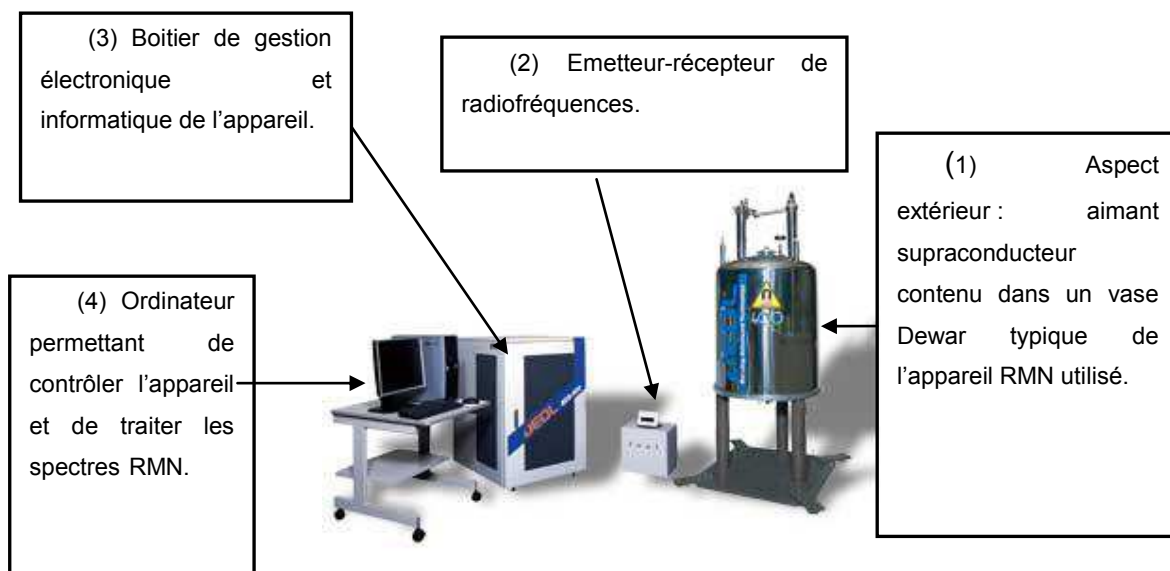 (3) Boitier de gestion
électronique et
informatique de l’appareil.
(2) Emetteur-récepteur de
radiofréquences.
(1) Aspect
extérieur : aimant
supraconducteur
contenu dans un vase
Dewar typique de
l’appareil RMN utilisé.
(4) Ordinateur
permettant de
contrôler l’appareil
et de traiter les
spectres RMN.
JEOL